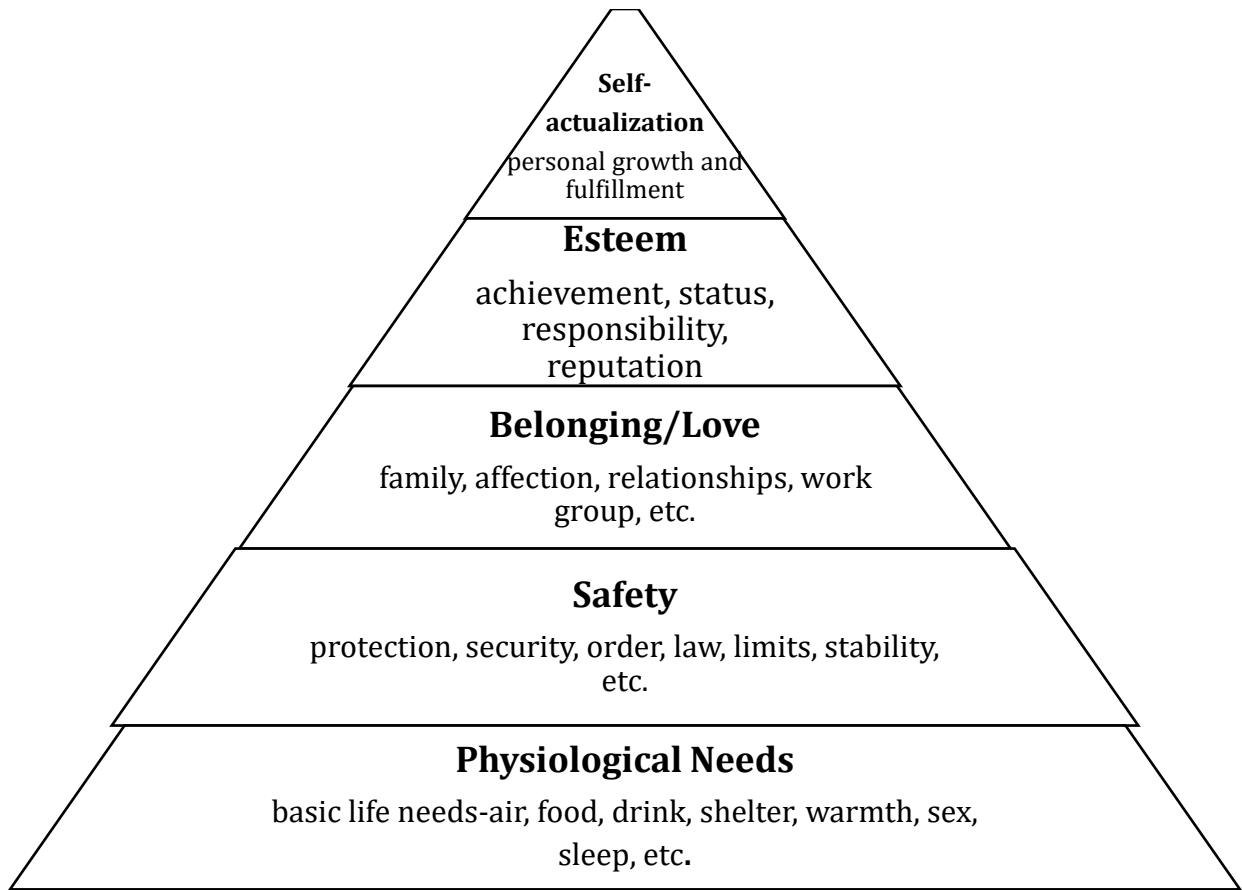 Self-
actualization
personal growth and
fulfillment
Esteem
achievement, status,
responsibility,
reputation
Belonging/Love
family, affection, relationships, work
group, etc.
Safety
protection, security, order, law, limits, stability,
etc.
Physiological Needs
basic life needs-air, food, drink, shelter, warmth, sex,
sleep, etc.